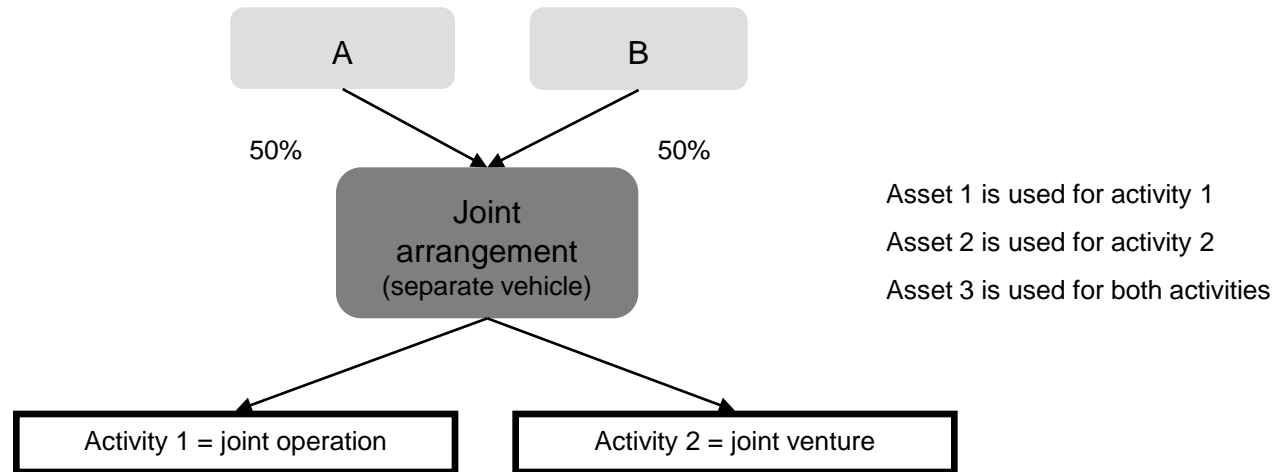 A
B
50%
50%
Joint
arrangement
(separate vehicle)
Asset 1 is used for activity 1
Asset 2 is used for activity 2
Asset 3 is used for both activities
Activity 1 = joint operation
Activity 2 = joint venture